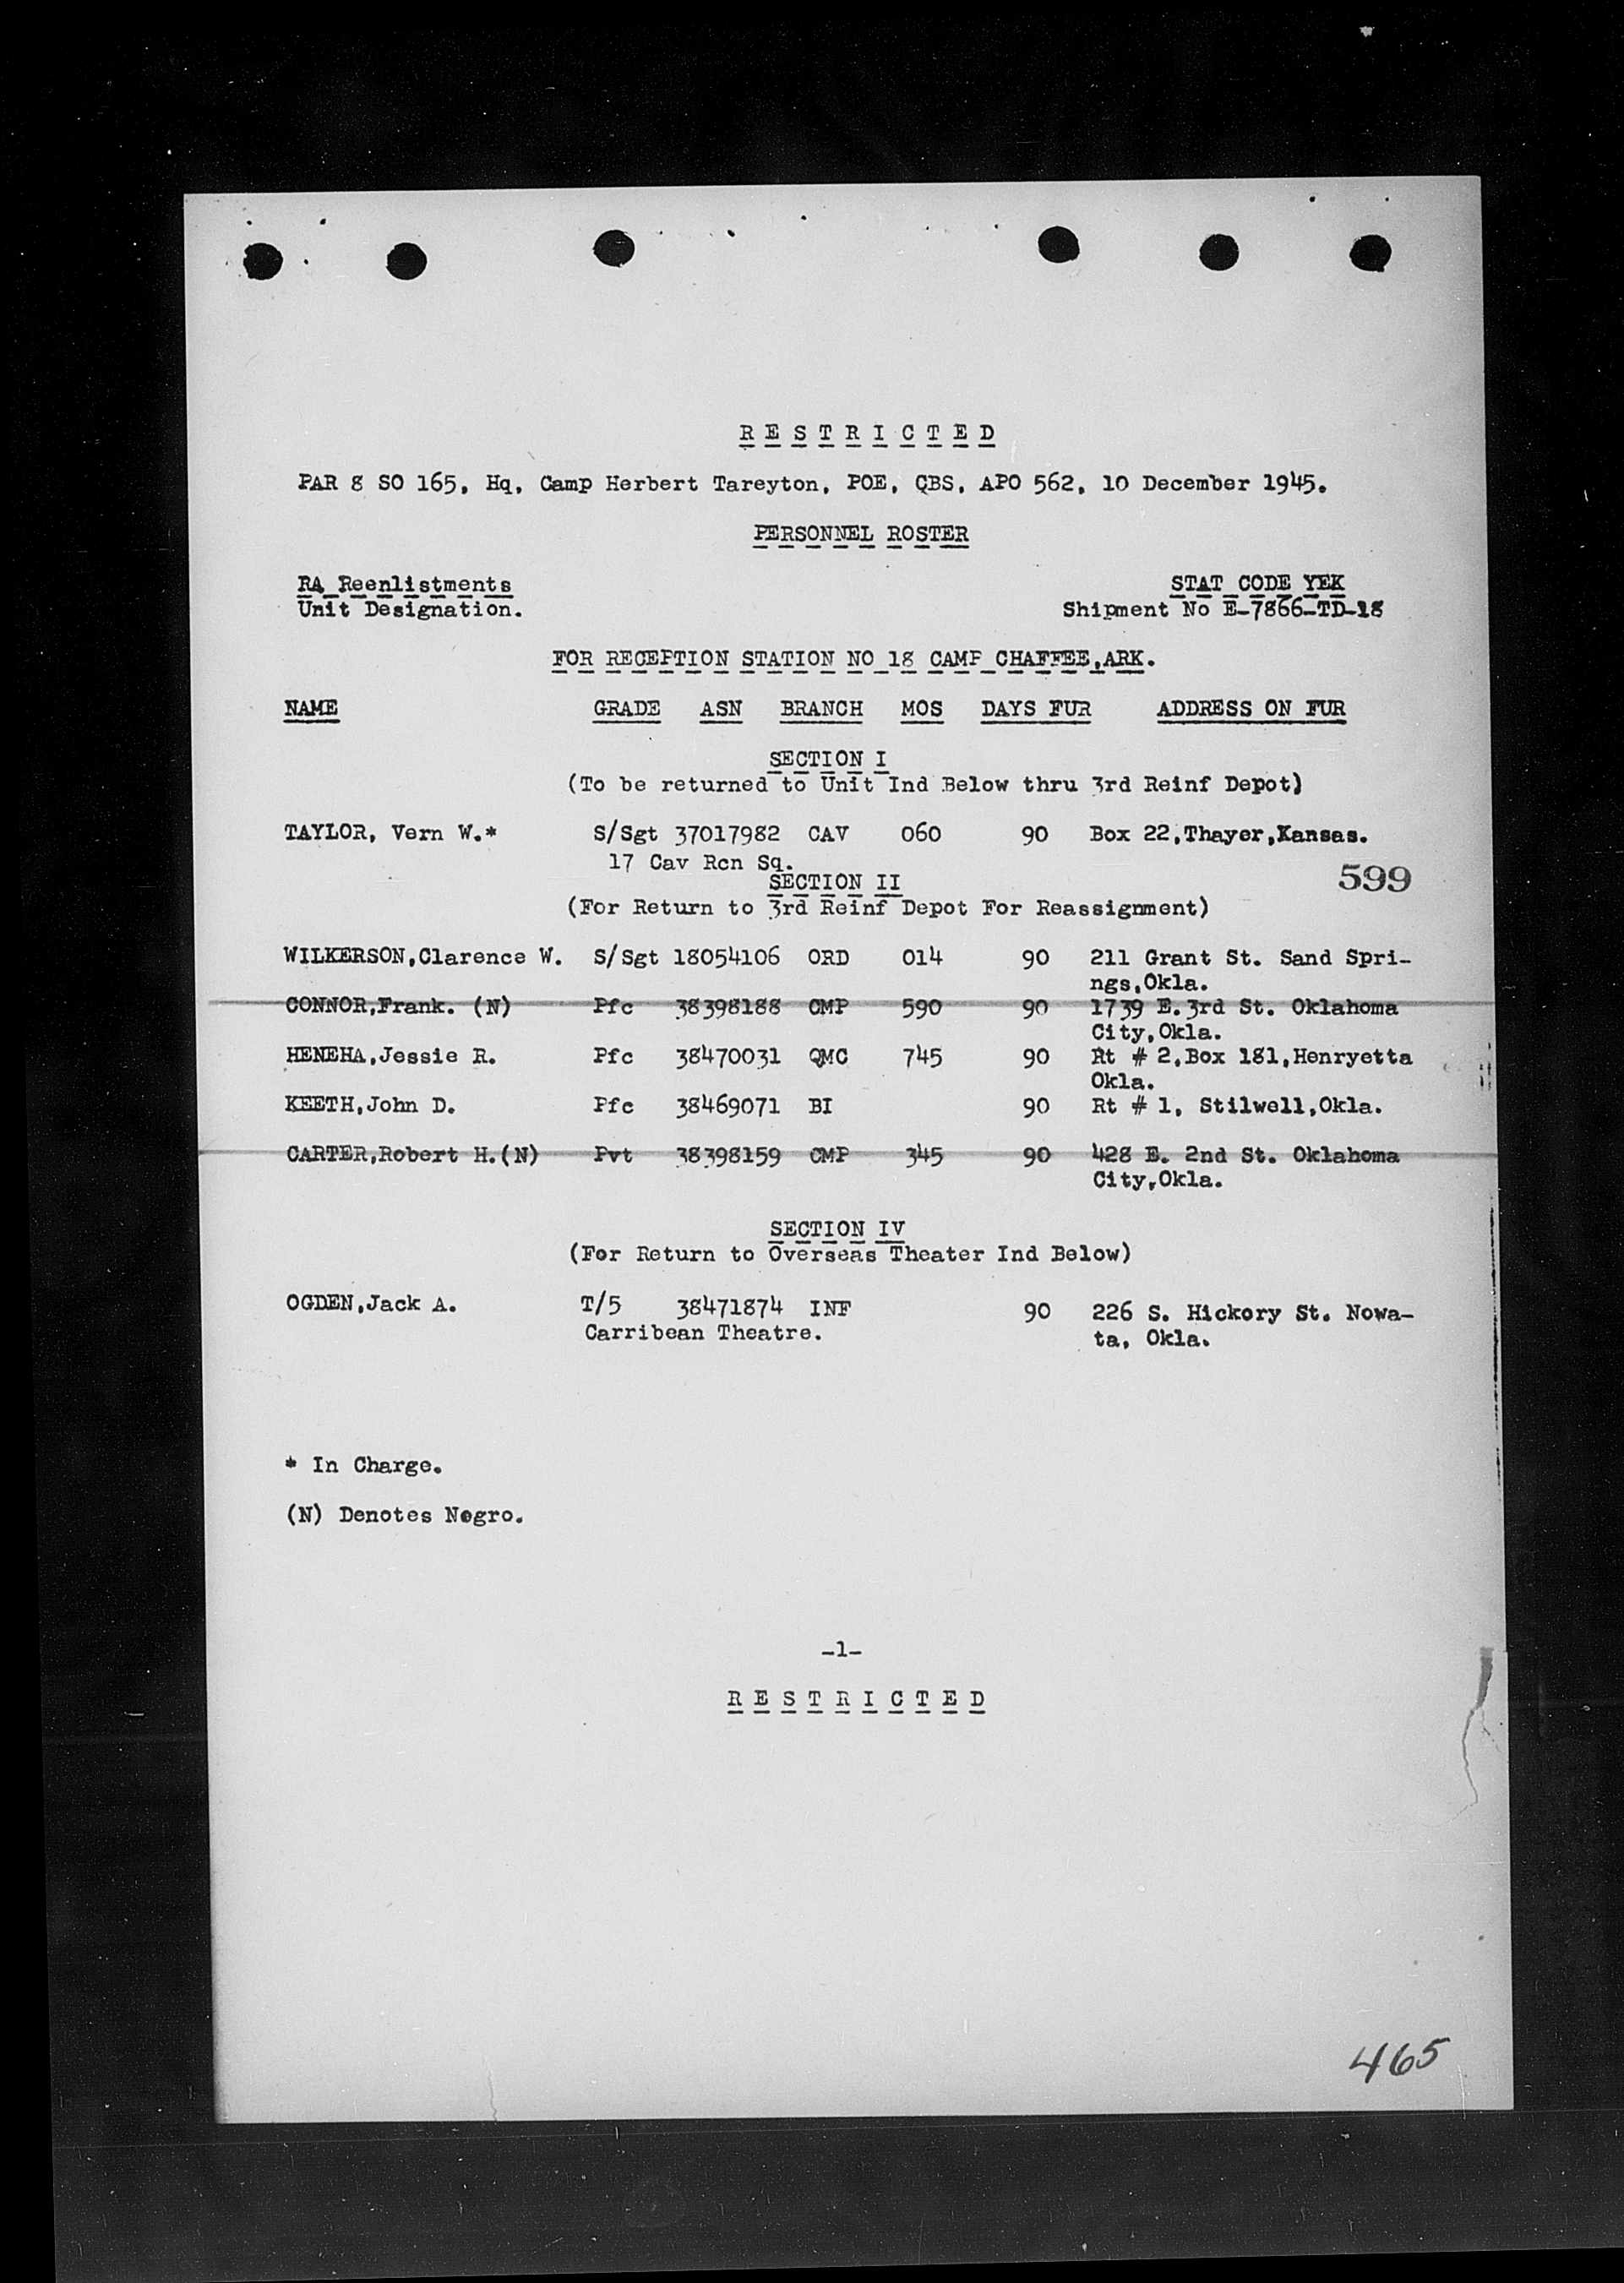 RESTRICTED
PAR 8 SO 165, Hq, Camp Herbert Tareyton, POE, CBS, APO 562, 10 December 1945.
PERSONNEL ROSTER
RA Reenlistments STAT CODE YEK
Unit Designation. Shipment No E-7866-TD-18
FOR RECEPTION STATION NO 18 CAMP CHAFFEE,ARK.
NAME GRADE ASN BRANCH MOS DAYS FUR ADDRESS ON FUR
SECTION I
(To be returned to Unit Ind Below thru 3rd Reinf Depot)
TAYLOR, Vern W.* S/Sgt 37017982 CAV 060 90 Box 22,Thayer,Kansas.
17 Cav Rcn Sq.
599
SECTION II
(For Return to 3rd Reinf Depot For Reassignment)
WILKERSON,Clarence W. S/Sgt 18054106 ORD 014 90 211 Grant St. Sand Spri-
ngs,Okla.
CONNOR,Frank. (N) Pfc 38398188 CMP 590 90 1739 E.3rd St. Oklahoma
City,Okla.
HENEHA,Jessie R. Pfc 38470031 QMC 745 90 Rt # 2,Box 181,Henryetta
Okla.
KEETH,John D. Pfc 38469071 BI 90 Rt # 1, Stilwell,Okla.
CARTER,Robert H.(N) Pvt 38398159 CMP 345 90 428 E. 2nd St. Oklahoma
City,Okla.
SECTION IV
(For Return to Overseas Theater Ind Below)
OGDEN,Jack A. T/5 38471874 INF 90 226 S. Hickory St. Nowa-
Carribean Theatre. ta, Okla.
* In Charge.
(N) Denotes Negro.
-1-
RESTRICTED
465